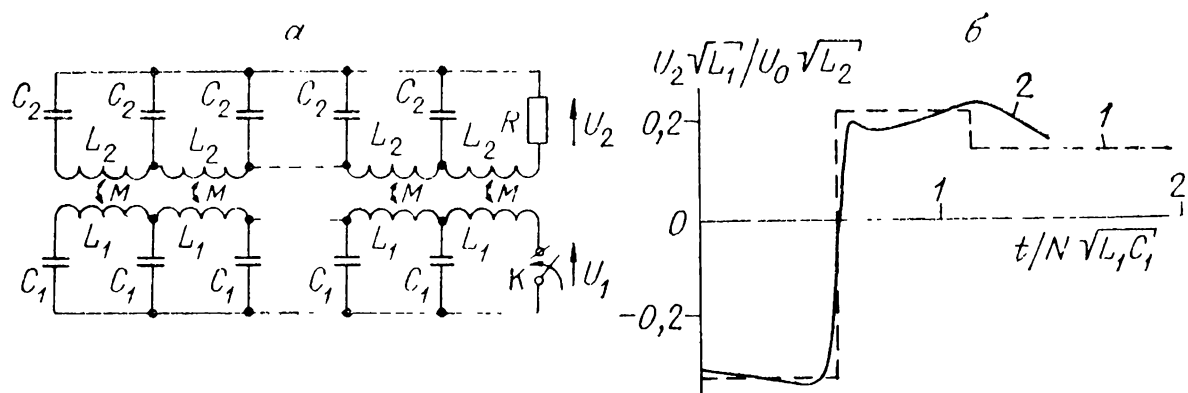 а
C₂ C₂ C₂ C₂ C₂ R U₂
L₂ L₂ L₂ L₂
M M M M
L₁ L₁ L₁ L₁
C₁ C₁ C₁ C₁ C₁ K U₁
б
U₂√L₁/U₀√L₂
0,2
2
1
0
1
2
t/N√L₁C₁
−0,2